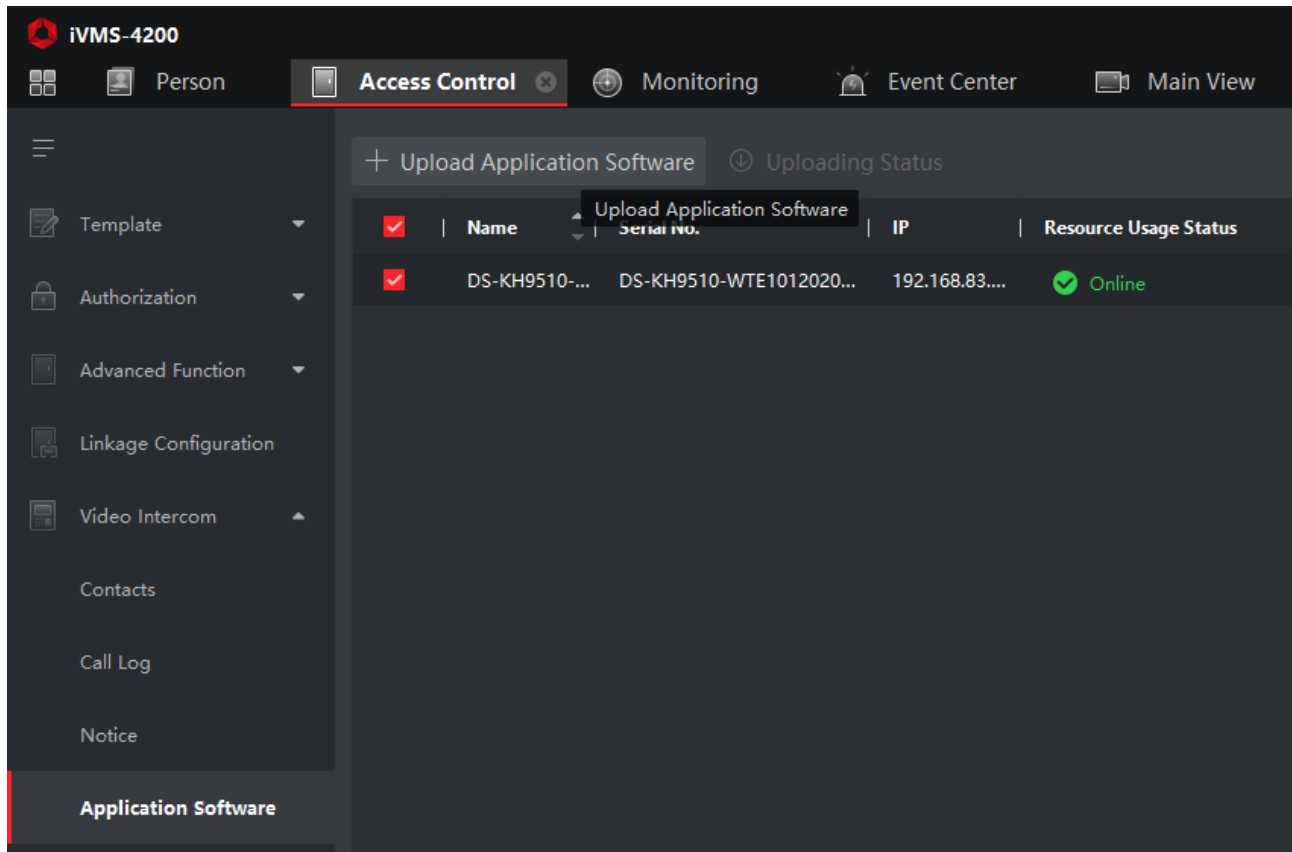 iVMS-4200
Person Access Control Monitoring Event Center Main View
+ Upload Application Software Uploading Status
Upload Application Software
Name Serial No. IP Resource Usage Status
DS-KH9510-... DS-KH9510-WTE1012020... 192.168.83.... Online
Template
Authorization
Advanced Function
Linkage Configuration
Video Intercom
Contacts
Call Log
Notice
Application Software